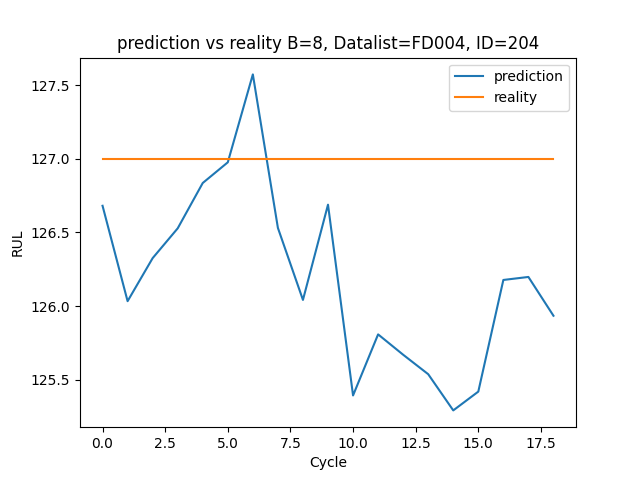 prediction vs reality B=8, Datalist=FD004, ID=204
prediction
reality
127.5
127.0
126.5
126.0
125.5
RUL
0.0 2.5 5.0 7.5 10.0 12.5 15.0 17.5
Cycle